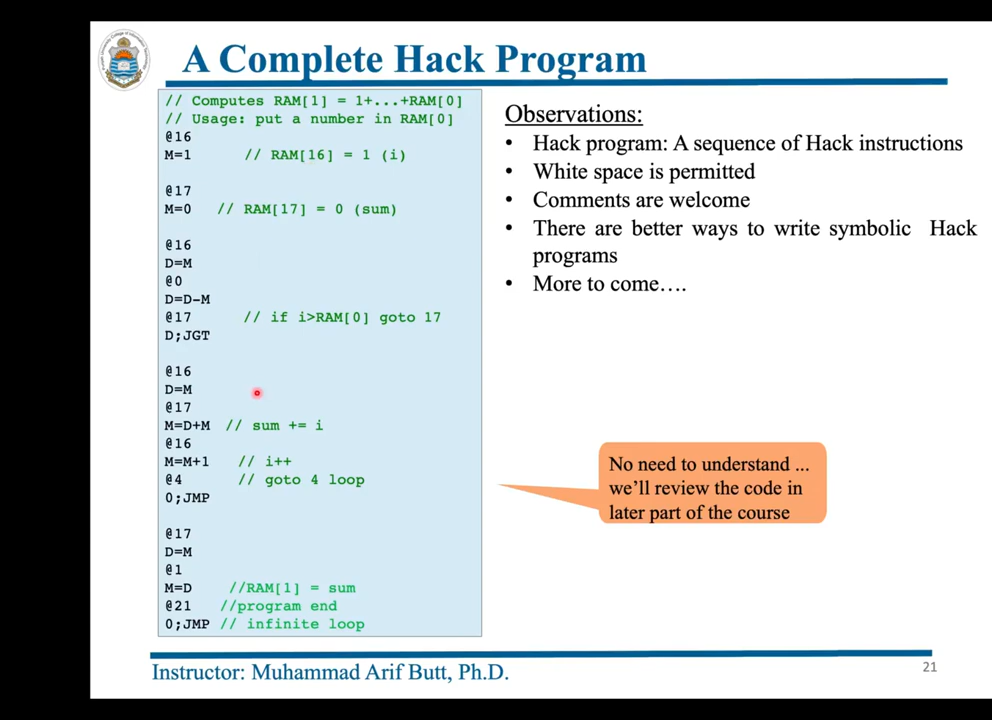 A Complete Hack Program
// Computes RAM[1] = 1+...+RAM[0]
// Usage: put a number in RAM[0]
@16
M=1 // RAM[16] = 1 (i)
@17
M=0 // RAM[17] = 0 (sum)
@16
D=M
@0
D=D-M
@17 // if i>RAM[0] goto 17
D;JGT
@16
D=M
@17
M=D+M // sum += i
@16
M=M+1 // i++
@4 // goto 4 loop
0;JMP
@17
D=M
@1
M=D //RAM[1] = sum
@21 //program end
0;JMP // infinite loop
Observations:
• Hack program: A sequence of Hack instructions
• White space is permitted
• Comments are welcome
• There are better ways to write symbolic Hack
programs
• More to come….
No need to understand ...
we’ll review the code in
later part of the course
Instructor: Muhammad Arif Butt, Ph.D.
21